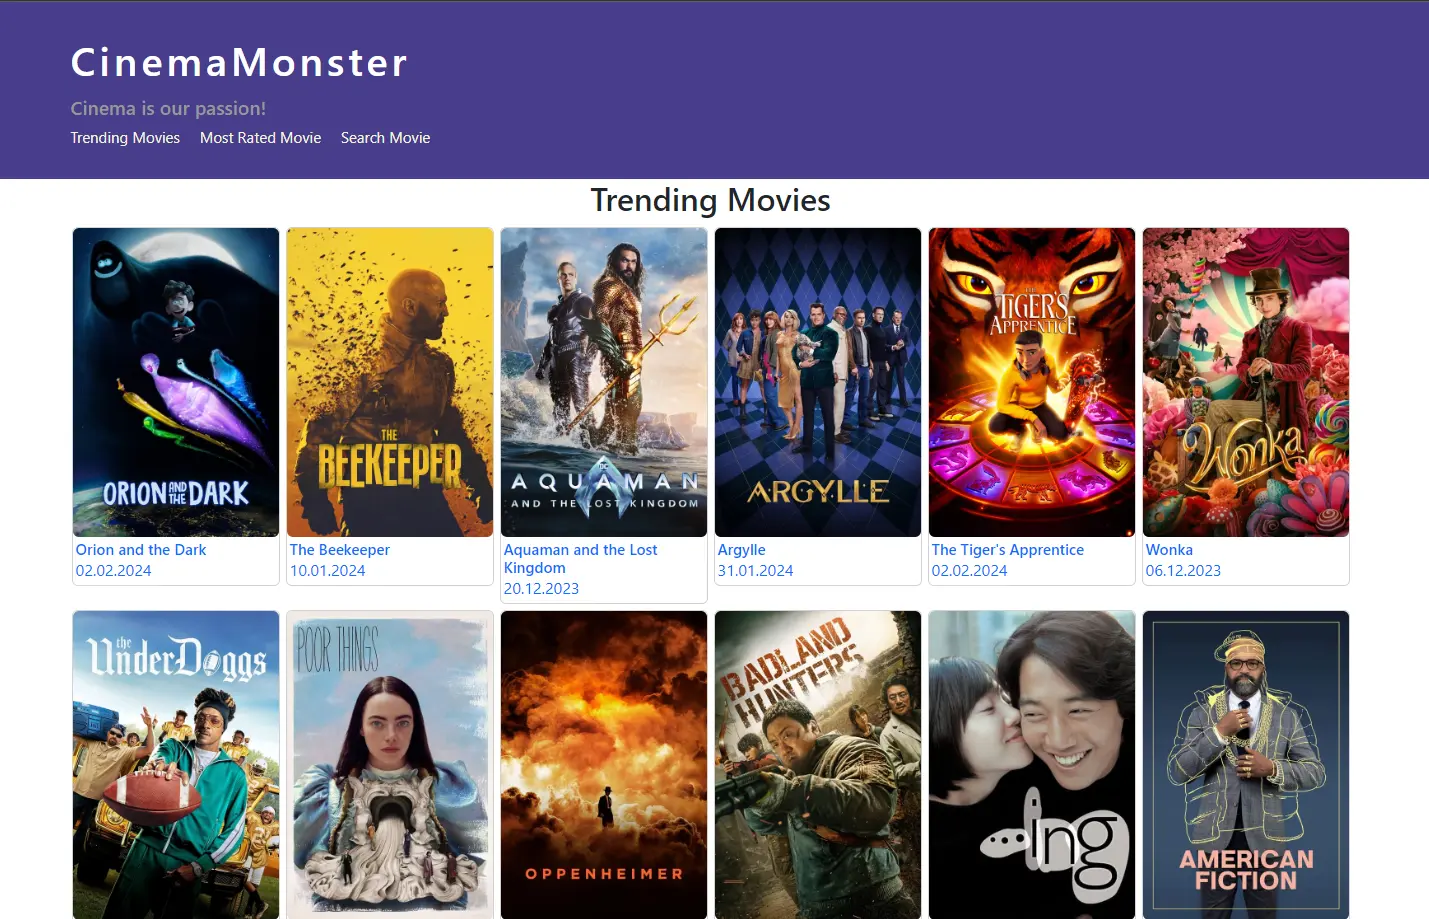 CinemaMonster
Cinema is our passion!
Trending Movies Most Rated Movie Search Movie
Trending Movies
ORION AND THE DARK
THE
BEEKEEPER
AQUAMAN
AND THE LOST KINGDOM
ARGYLLE
THE
TIGER'S
APPRENTICE
Wonka
Orion and the Dark
02.02.2024
The Beekeeper
10.01.2024
Aquaman and the Lost
Kingdom
20.12.2023
Argylle
31.01.2024
The Tiger's Apprentice
02.02.2024
Wonka
06.12.2023
the
UnderDoggs
POOR THINGS
OPPENHEIMER
BADLAND
HUNTERS
...Ing
AMERICAN
FICTION